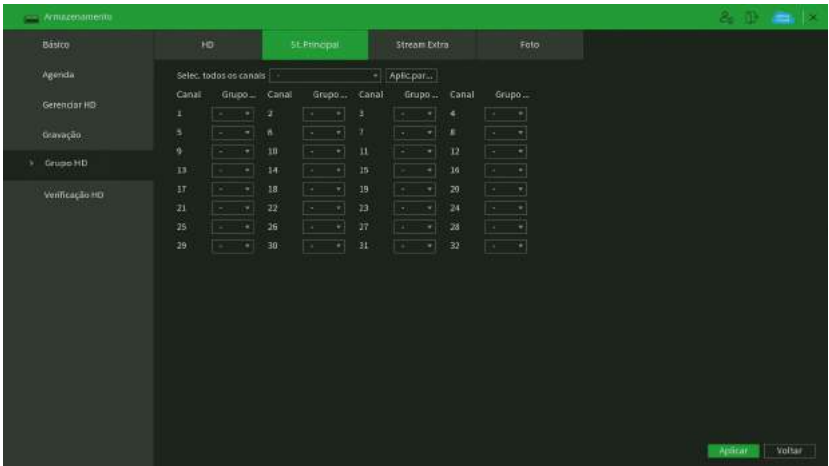 Armazenamento
Básico
HD St.Principal Stream Extra Foto
Agenda
Selec. todos os canais - Aplic.par...
Canal Grupo ... Canal Grupo ... Canal Grupo ... Canal Grupo ...
Gerenciar HD
1 - 2 - 3 - 4 -
Gravação
5 - 6 - 7 - 8 -
9 - 10 - 11 - 12 -
Grupo HD
13 - 14 - 15 - 16 -
Verificação HD
17 - 18 - 19 - 20 -
21 - 22 - 23 - 24 -
25 - 26 - 27 - 28 -
29 - 30 - 31 - 32 -
Aplicar Voltar